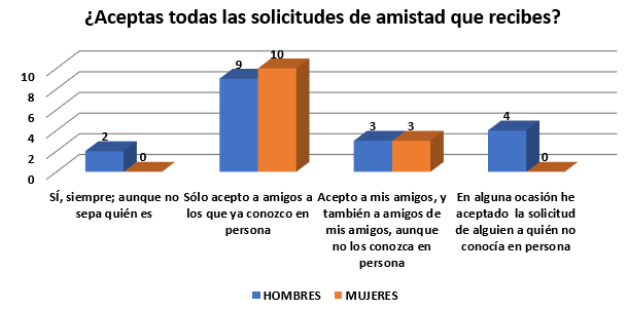 ¿Aceptas todas las solicitudes de amistad que recibes?
10
8
6
4
2
0
2
0
9
10
3
3
4
0
SÍ, siempre; aunque no
sepa quién es
Sólo acepto a amigos a
los que ya conozco en
persona
Acepto a mis amigos, y
también a amigos de
mis amigos, aunque
no los conozca en
persona
En alguna ocasión he
aceptado la solicitud
de alguien a quién no
conocía en persona
HOMBRES
MUJERES